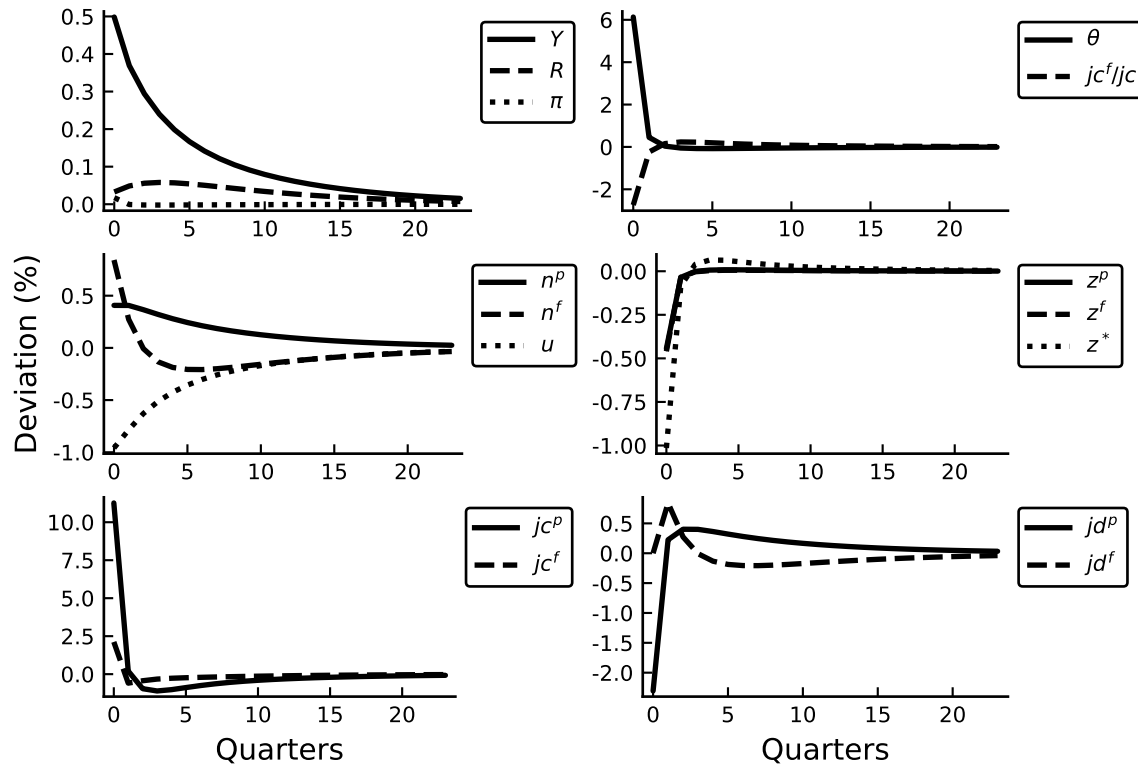 0.5
0.4
0.3
0.2
0.1
0.0
0 5 10 15 20
Y
R
π
6
4
2
0
-2
0 5 10 15 20
θ
jc^f/jc
Deviation (%)
0.5
0.0
-0.5
-1.0
0 5 10 15 20
n^p
n^f
u
0.00
-0.25
-0.50
-0.75
-1.00
0 5 10 15 20
z^p
z^f
z^*
10.0
7.5
5.0
2.5
0.0
0 5 10 15 20
Quarters
jc^p
jc^f
0.5
0.0
-0.5
-1.0
-1.5
-2.0
0 5 10 15 20
Quarters
jd^p
jd^f